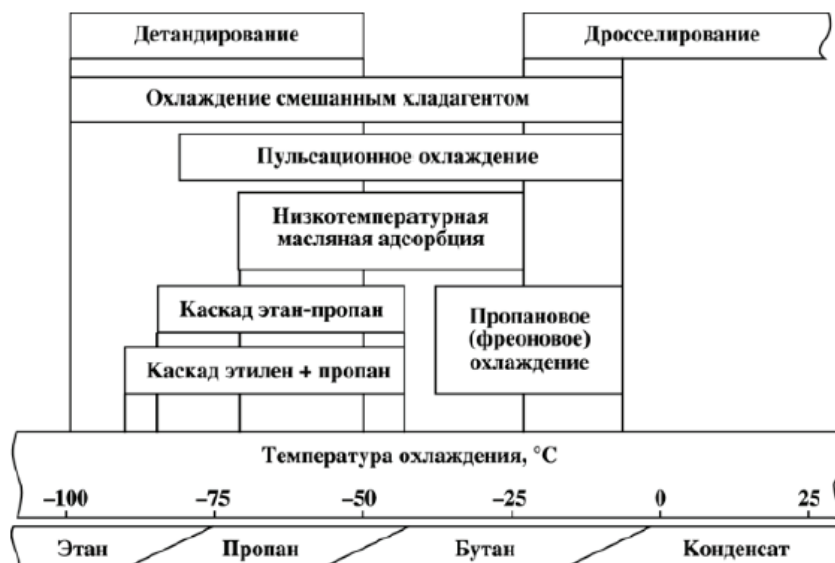 Детандирование
Дросселирование
Охлаждение смешанным хладагентом
Пульсационное охлаждение
Низкотемпературная
масляная адсорбция
Каскад этан-пропан
Пропановое
(фреоновое)
охлаждение
Каскад этилен + пропан
Температура охлаждения, °C
–100 –75 –50 –25 0 25
Этан Пропан Бутан Конденсат